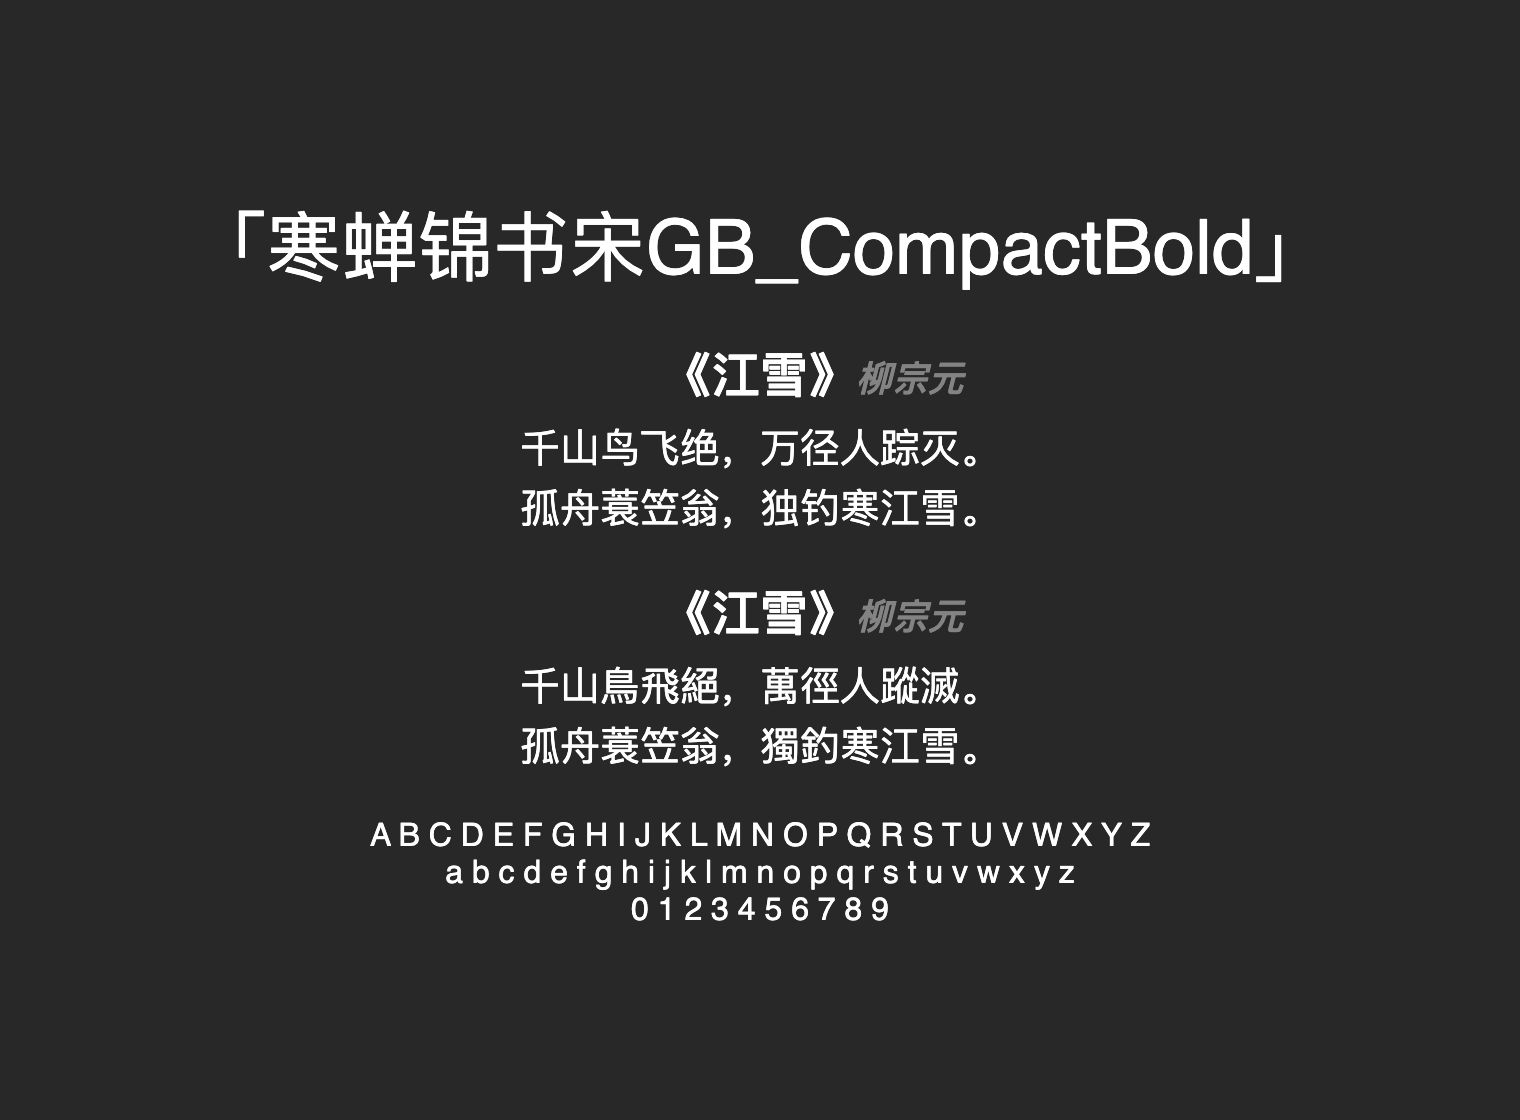 「寒蝉锦书宋GB_CompactBold」
《江雪》 柳宗元
千山鸟飞绝，万径人踪灭。
孤舟蓑笠翁，独钓寒江雪。
《江雪》 柳宗元
千山鳥飛絕，萬徑人蹤滅。
孤舟蓑笠翁，獨釣寒江雪。
A B C D E F G H I J K L M N O P Q R S T U V W X Y Z
a b c d e f g h i j k l m n o p q r s t u v w x y z
0 1 2 3 4 5 6 7 8 9